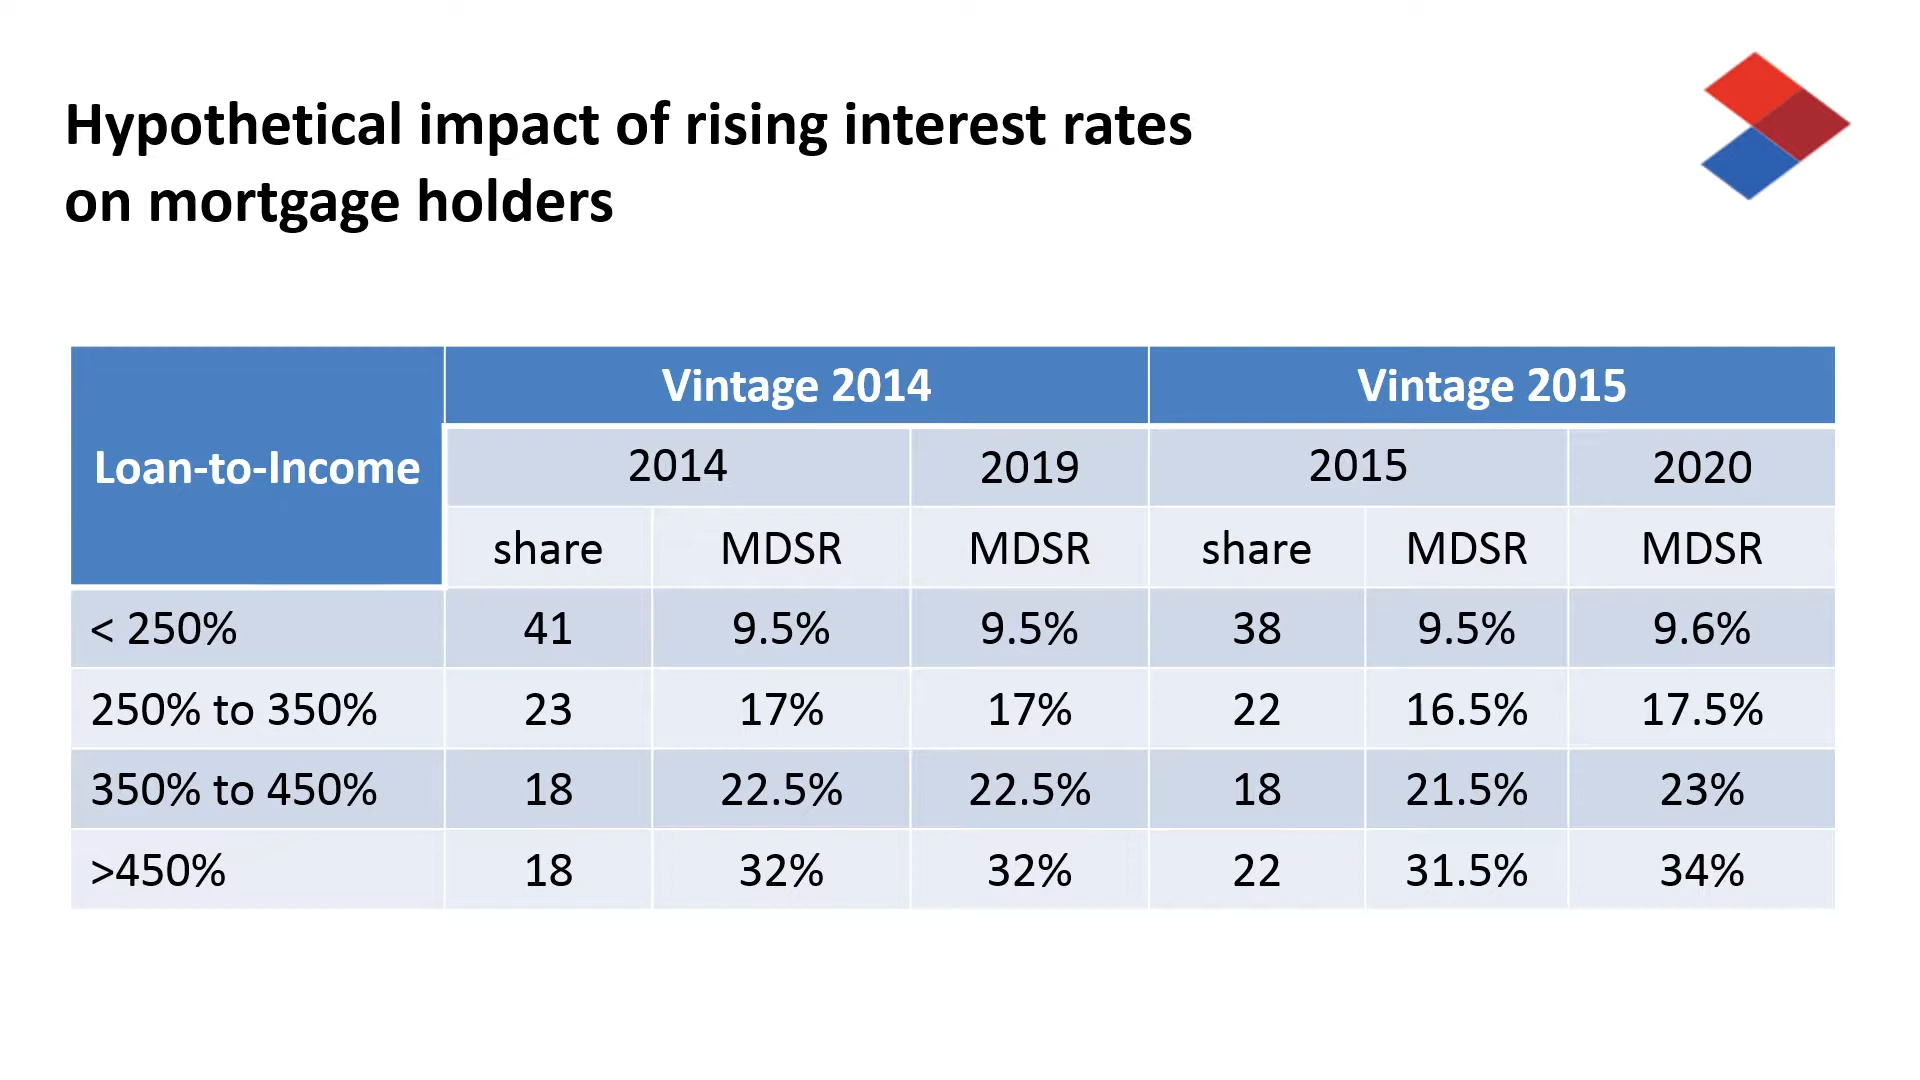 Hypothetical impact of rising interest rates
on mortgage holders
Loan-to-Income Vintage 2014 Vintage 2015
2014 2019 2015 2020
share MDSR MDSR share MDSR MDSR
< 250% 41 9.5% 9.5% 38 9.5% 9.6%
250% to 350% 23 17% 17% 22 16.5% 17.5%
350% to 450% 18 22.5% 22.5% 18 21.5% 23%
>450% 18 32% 32% 22 31.5% 34%